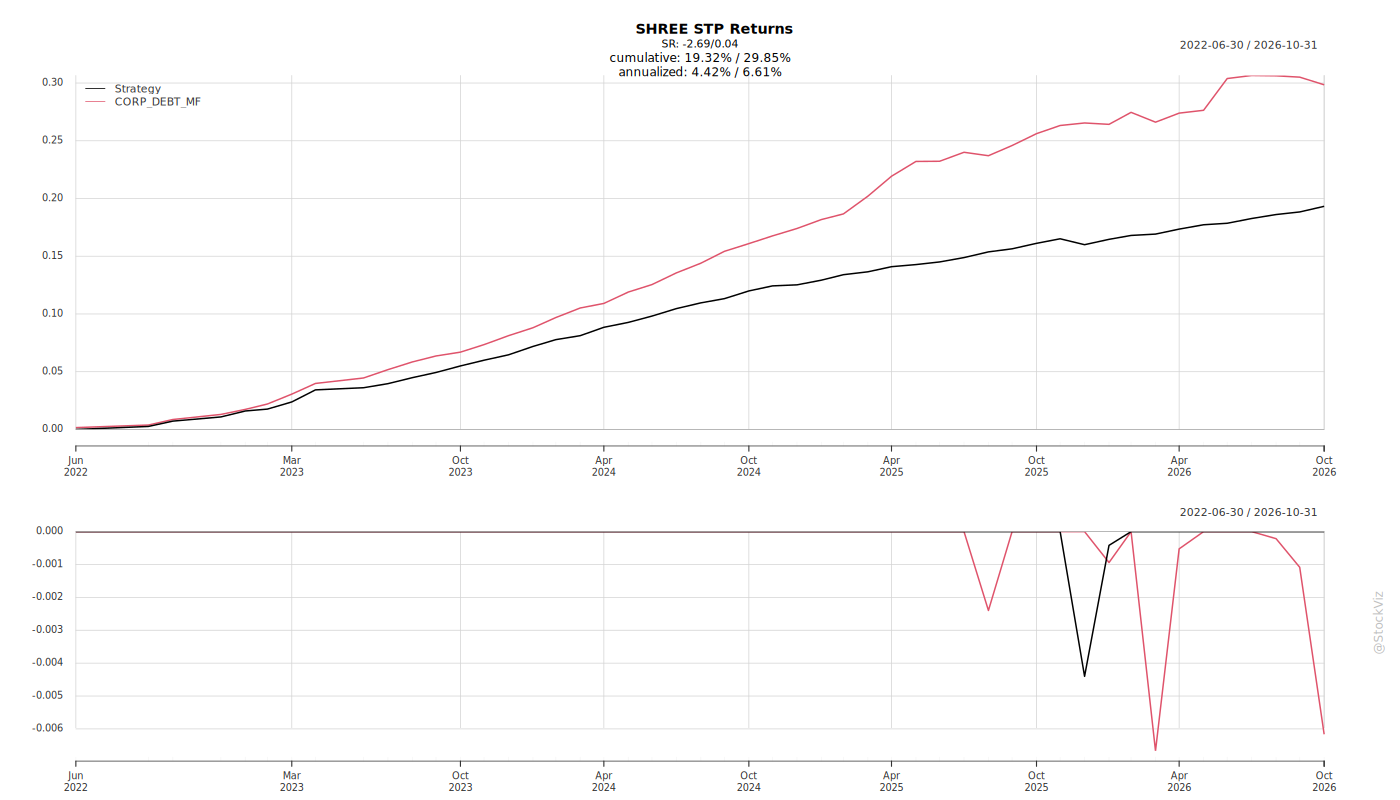 SHREE STP Returns
SR: -2.69/0.04
cumulative: 19.32% / 29.85%
annualized: 4.42% / 6.61%
2022-06-30 / 2026-10-31
Strategy
CORP_DEBT_MF
0.30
0.25
0.20
0.15
0.10
0.05
0.00
Jun Mar Oct Apr Oct Apr Oct Apr Oct
2022 2023 2023 2024 2024 2025 2025 2026 2026
2022-06-30 / 2026-10-31
0.000
-0.001
-0.002
-0.003
-0.004
-0.005
-0.006
Jun Mar Oct Apr Oct Apr Oct Apr Oct
2022 2023 2023 2024 2024 2025 2025 2026 2026
@StockViz